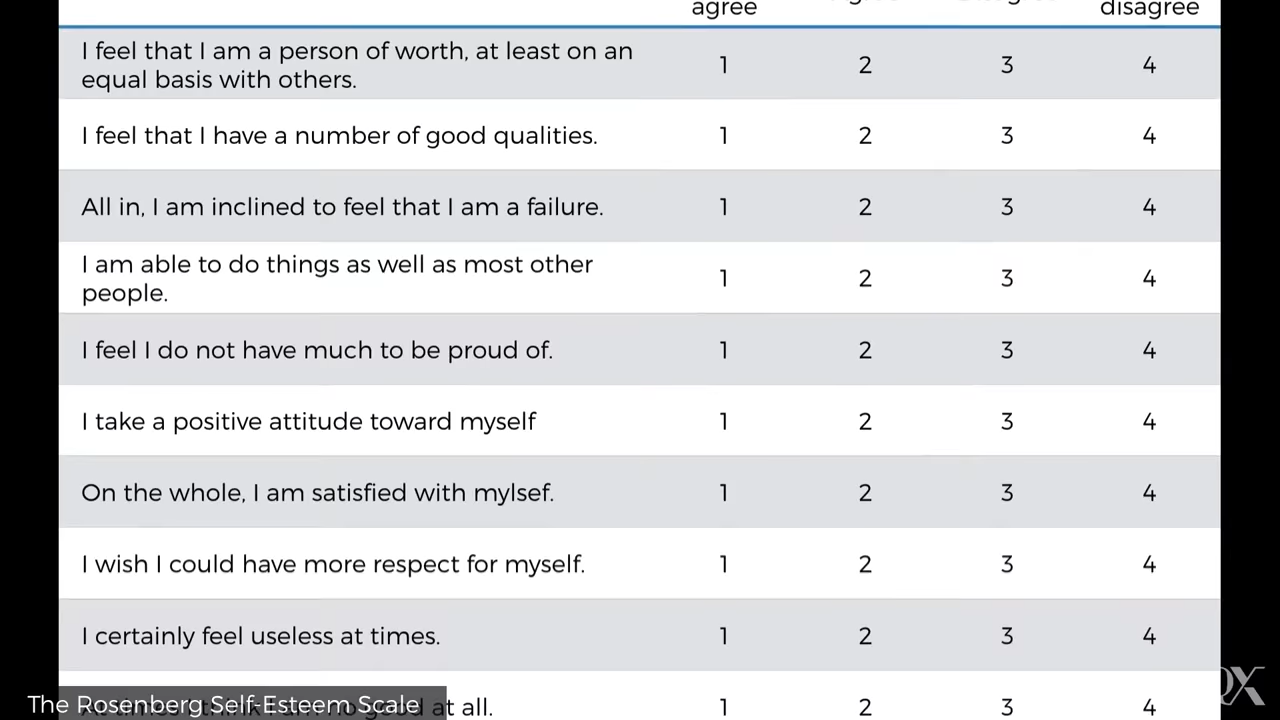 agree disagree
I feel that I am a person of worth, at least on an
equal basis with others. 1 2 3 4
I feel that I have a number of good qualities. 1 2 3 4
All in, I am inclined to feel that I am a failure. 1 2 3 4
I am able to do things as well as most other
people. 1 2 3 4
I feel I do not have much to be proud of. 1 2 3 4
I take a positive attitude toward myself 1 2 3 4
On the whole, I am satisfied with mylsef. 1 2 3 4
I wish I could have more respect for myself. 1 2 3 4
I certainly feel useless at times. 1 2 3 4
at all. 1 2 3 4
The Rosenberg Self-Esteem Scale